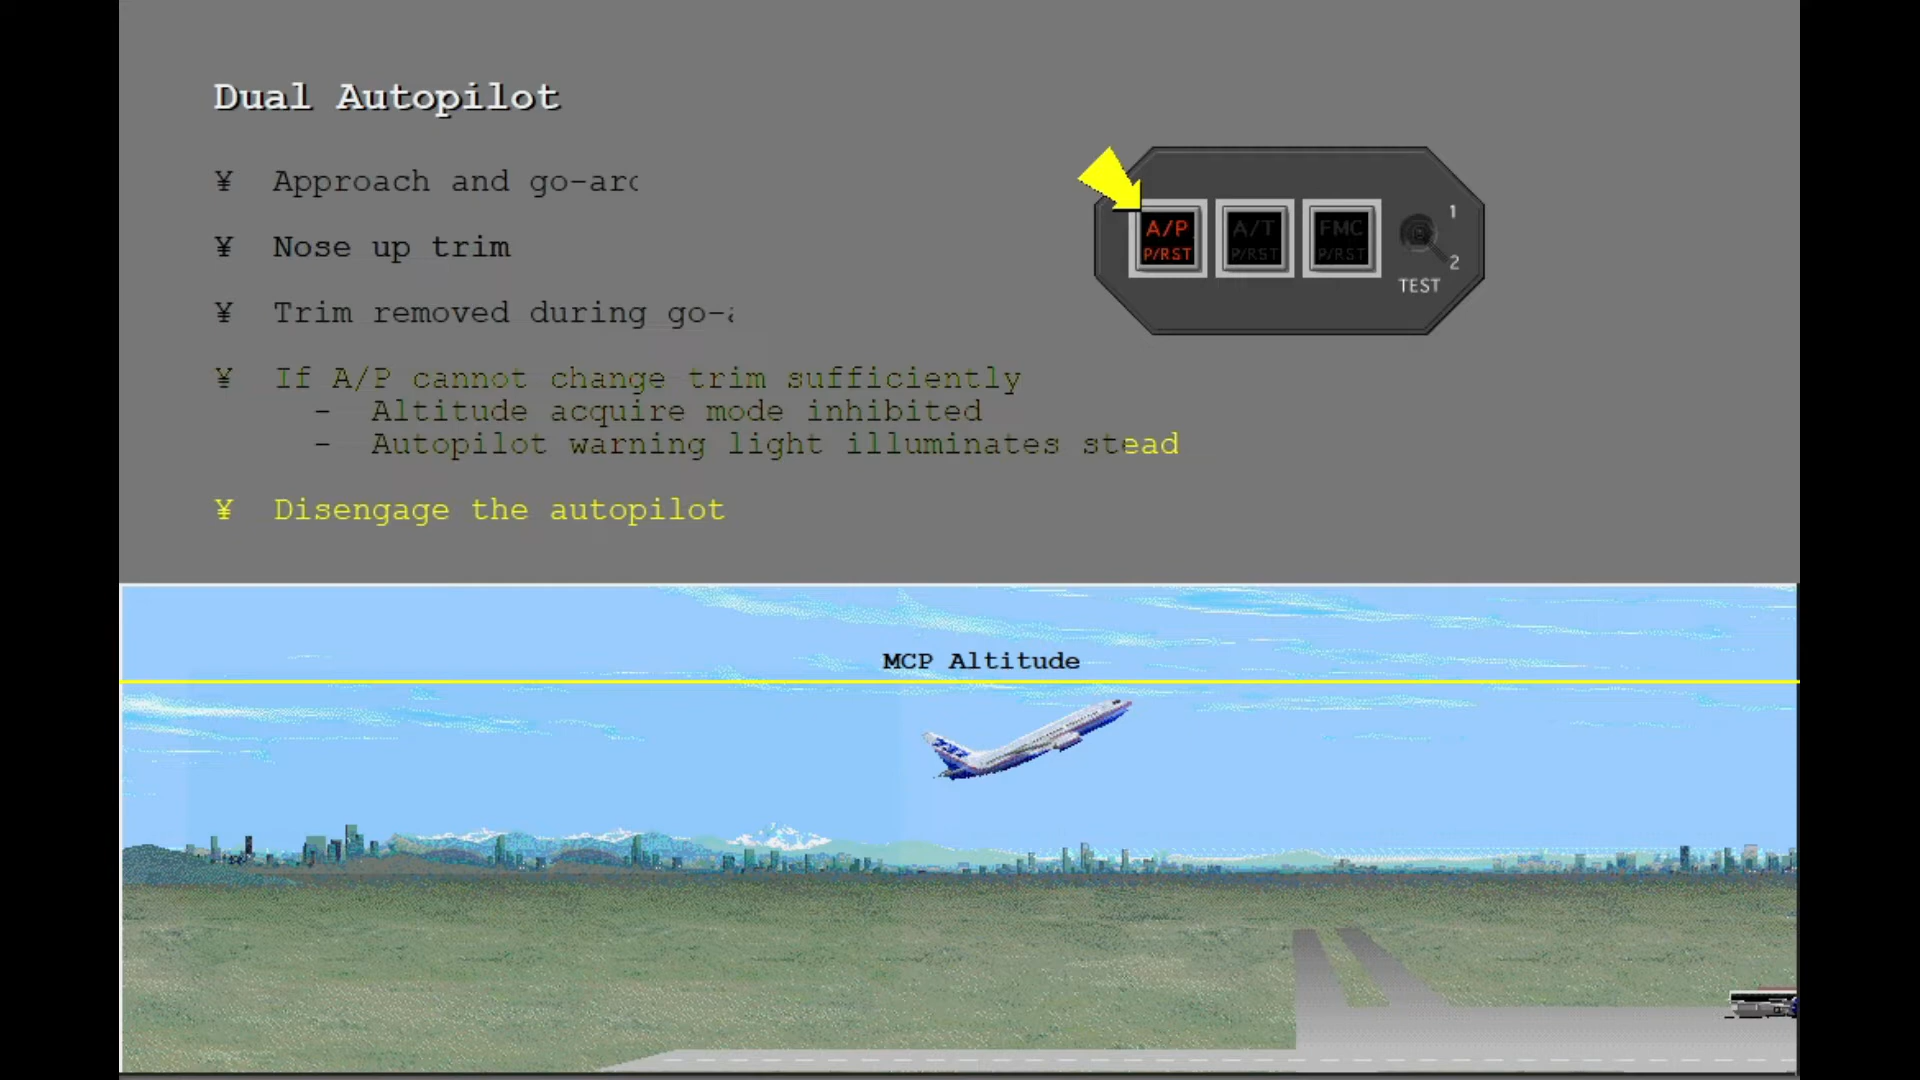 Dual Autopilot
¥ Approach and go-arc
¥ Nose up trim
¥ Trim removed during go-
¥ If A/P cannot change trim sufficiently
- Altitude acquire mode inhibited
- Autopilot warning light illuminates stead
¥ Disengage the autopilot
A/P P/RST
A/T P/RST
FMC P/RST
1
2
TEST
MCP Altitude